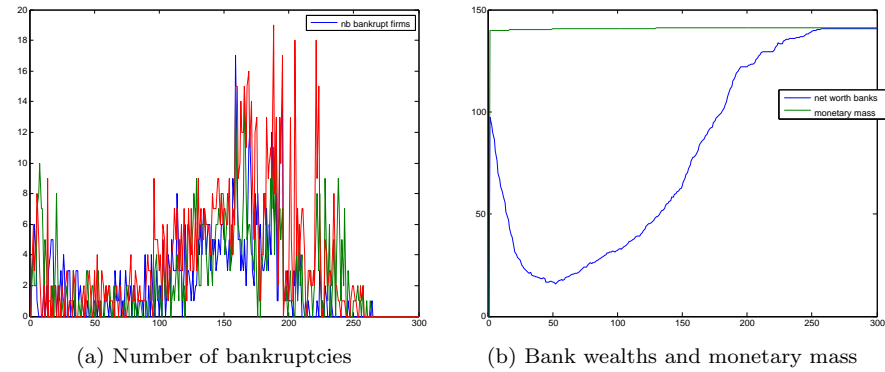 20
18
16
14
12
10
8
6
4
2
0
0 50 100 150 200 250 300
nb bankrupt firms
(a) Number of bankruptcies
150
100
50
0
0 50 100 150 200 250 300
net worth banks
monetary mass
(b) Bank wealths and monetary mass